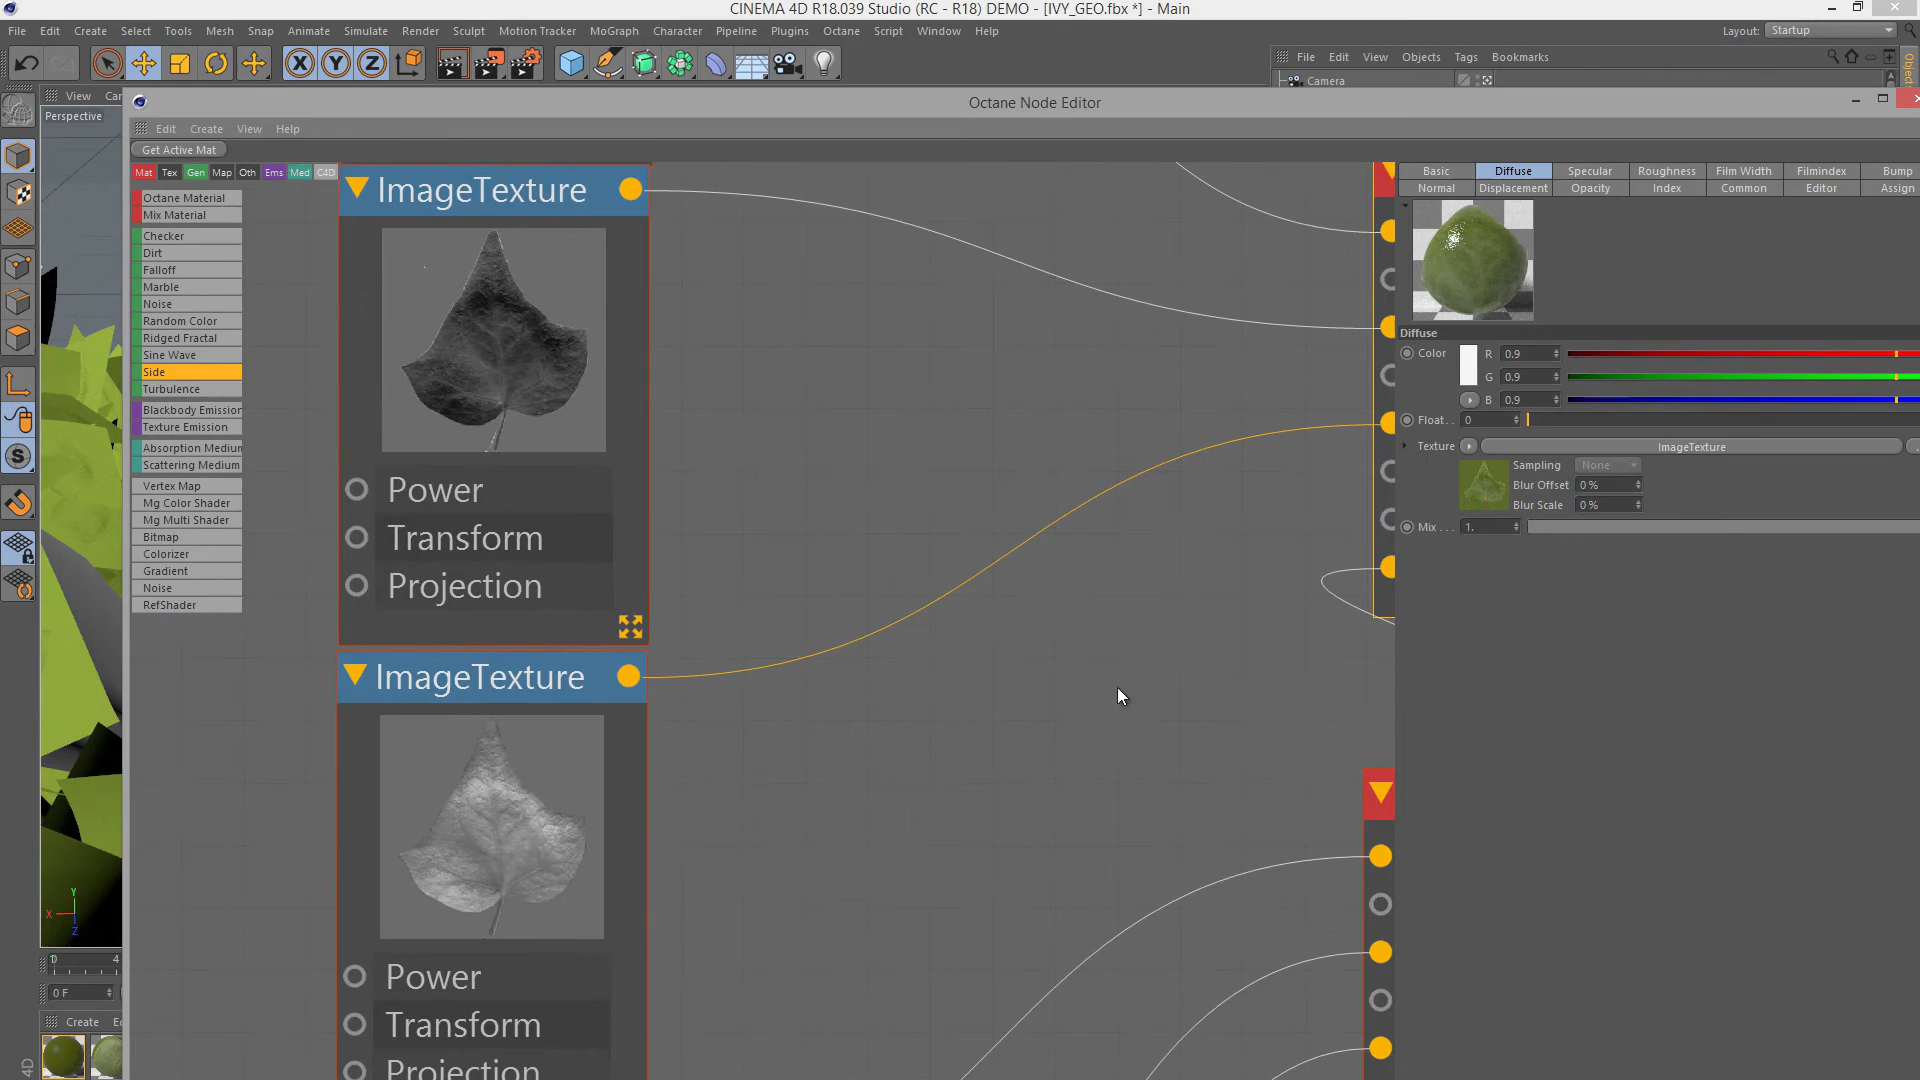 CINEMA 4D R18.039 Studio (RC - R18) DEMO - [IVY_GEO.fbx *] - Main
File Edit Create Select Tools Mesh Snap Animate Simulate Render Sculpt Motion Tracker MoGraph Character Pipeline Plugins Octane Script Window Help
Layout: Startup
X Y Z
File Edit View Objects Tags Bookmarks
Camera
View
Perspective
Octane Node Editor
Edit Create View Help
Get Active Mat
Mat Tex Gen Map Oth Ems Med C4D
Octane Material
Mix Material
Checker
Dirt
Falloff
Marble
Noise
Random Color
Ridged Fractal
Sine Wave
Side
Turbulence
Blackbody Emission
Texture Emission
Absorption Medium
Scattering Medium
Vertex Map
Mg Color Shader
Mg Multi Shader
Bitmap
Colorizer
Gradient
Noise
RefShader
ImageTexture
Power
Transform
Projection
ImageTexture
Power
Transform
Projection
Basic Diffuse Specular Roughness Film Width Filmindex Bump
Normal Displacement Opacity Index Common Editor Assign
Diffuse
Color R 0.9
G 0.9
B 0.9
Float . . 0
Texture ImageTexture
Sampling None
Blur Offset 0 %
Blur Scale 0 %
Mix . . . 1.
Y
X
Z
4
0 F
Create
4D